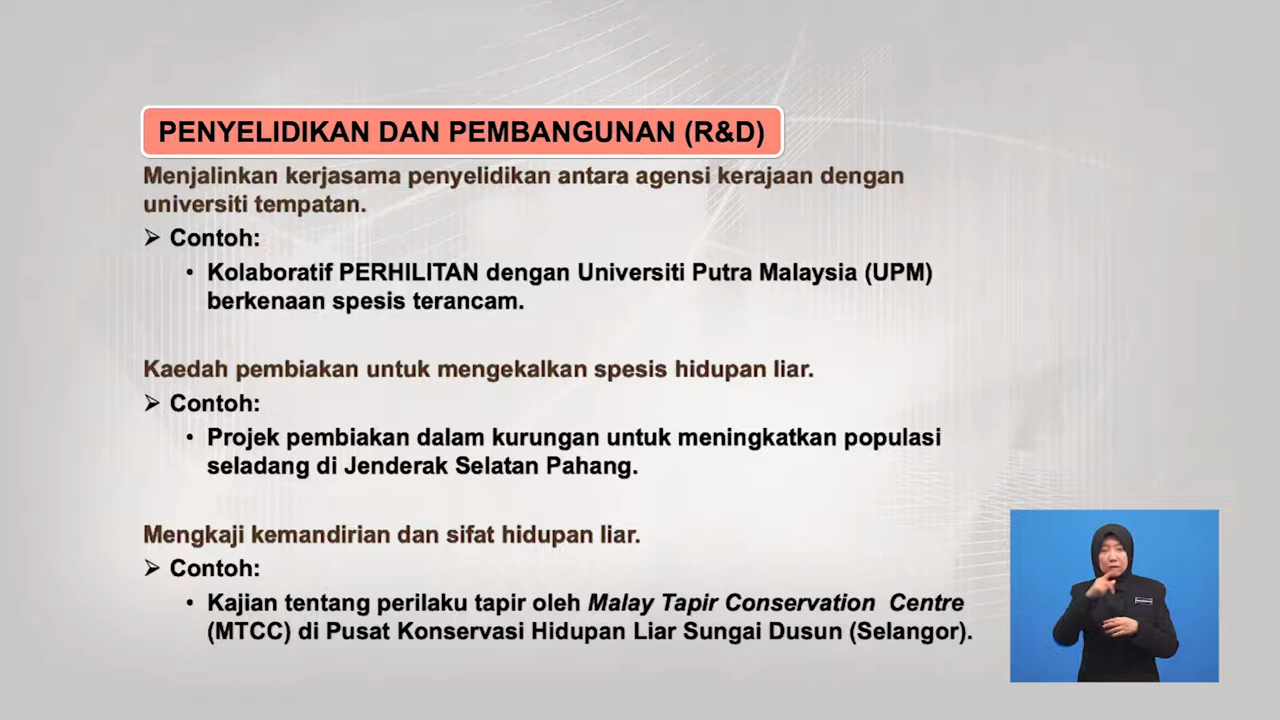 PENYELIDIKAN DAN PEMBANGUNAN (R&D)
Menjalinkan kerjasama penyelidikan antara agensi kerajaan dengan
universiti tempatan.
➢ Contoh:
• Kolaboratif PERHILITAN dengan Universiti Putra Malaysia (UPM)
berkenaan spesis terancam.
Kaedah pembiakan untuk mengekalkan spesis hidupan liar.
➢ Contoh:
• Projek pembiakan dalam kurungan untuk meningkatkan populasi
seladang di Jenderak Selatan Pahang.
Mengkaji kemandirian dan sifat hidupan liar.
➢ Contoh:
• Kajian tentang perilaku tapir oleh Malay Tapir Conservation Centre
(MTCC) di Pusat Konservasi Hidupan Liar Sungai Dusun (Selangor).